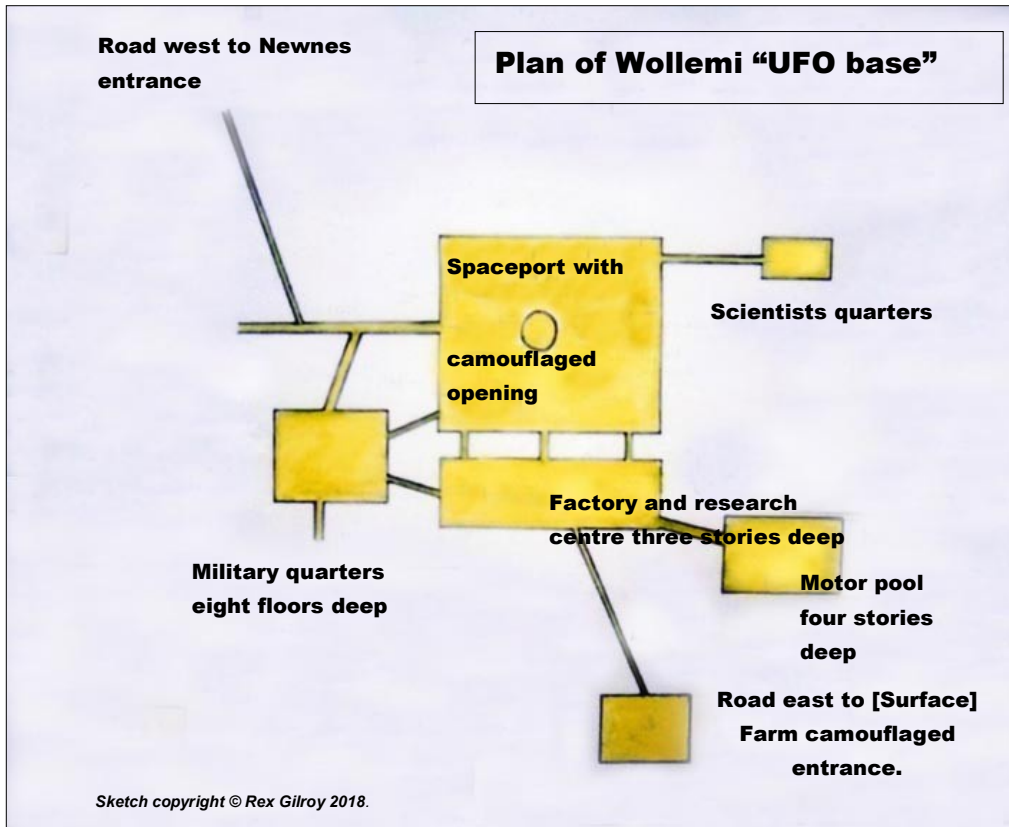 Road west to Newnes
entrance
Plan of Wollemi “UFO base”
Spaceport with
camouflaged
opening
Scientists quarters
Factory and research
centre three stories deep
Military quarters
eight floors deep
Motor pool
four stories
deep
Road east to [Surface]
Farm camouflaged
entrance.
Sketch copyright © Rex Gilroy 2018.